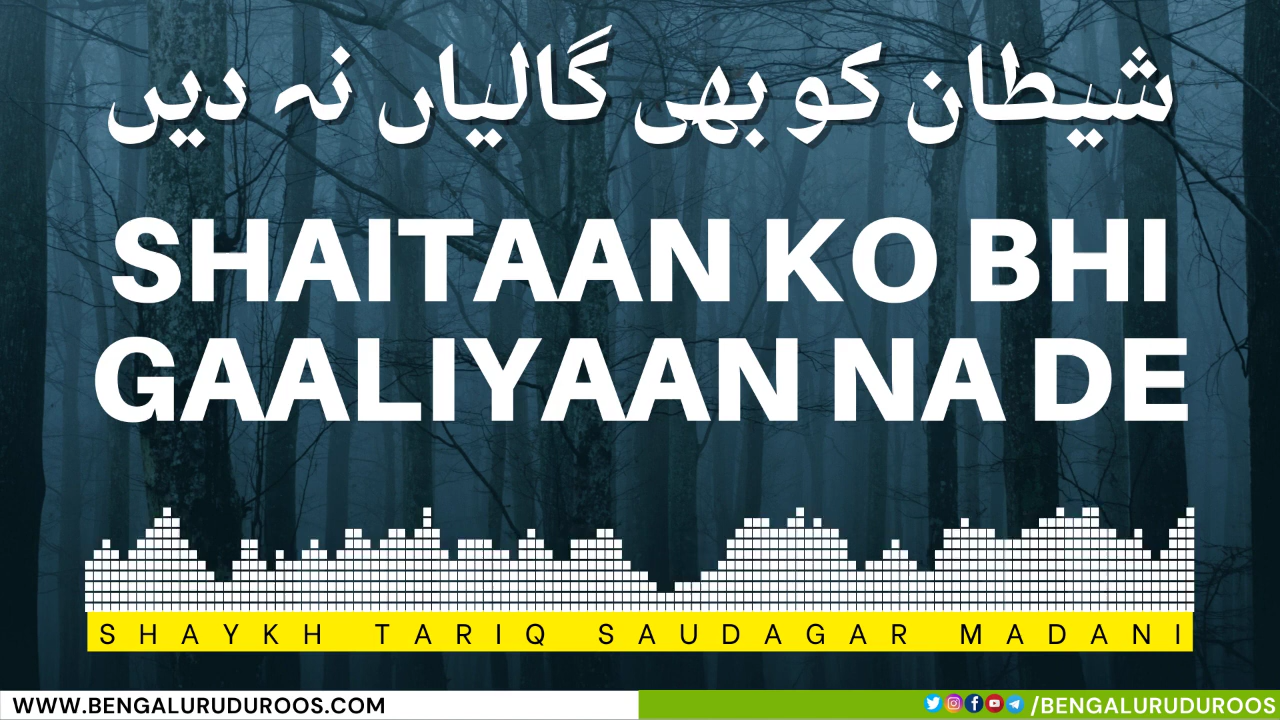 شیطان کو بھی گالیاں نہ دیں
SHAITAAN KO BHI
GAALIYAAN NA DE
SHAYKH TARIQ SAUDAGAR MADANI
WWW.BENGALURUDUROOS.COM
/BENGALURUDUROOS